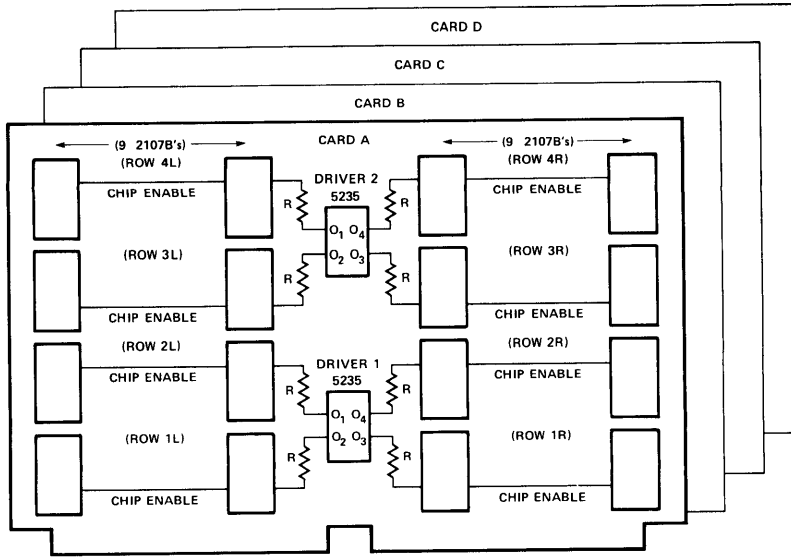 CARD D
CARD C
CARD B
CARD A
(9 2107B's)
(ROW 4L)
(9 2107B's)
(ROW 4R)
CHIP ENABLE
CHIP ENABLE
DRIVER 2
5235
R
R
O1 O4
O2 O3
R
R
(ROW 3L)
(ROW 3R)
CHIP ENABLE
CHIP ENABLE
(ROW 2L)
(ROW 2R)
CHIP ENABLE
CHIP ENABLE
DRIVER 1
5235
R
R
O1 O4
O2 O3
R
R
(ROW 1L)
(ROW 1R)
CHIP ENABLE
CHIP ENABLE